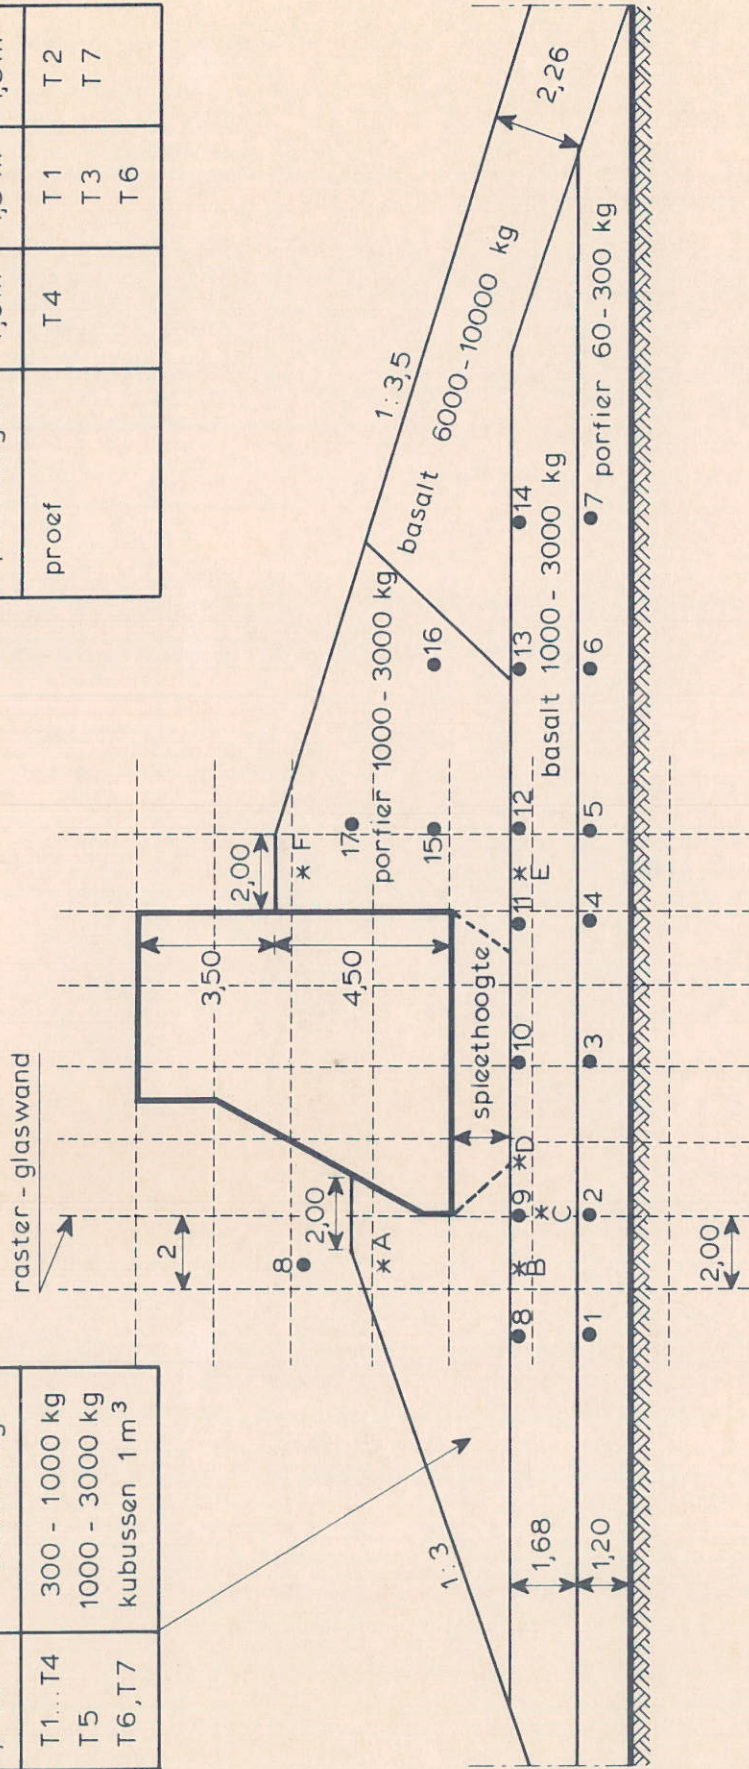 T1...T4 300 - 1000 kg
T5 1000 - 3000 kg
T6,T7 kubussen 1m³
proef T4 T1 T2
T3 T7
T6
raster - glaswand
2
2,00
8
*A
3,50
4,50
2,00
*F
17
porfier 1000 - 3000 kg
15
16
1:3,5
basalt 6000 - 10000 kg
2,26
1:3
spleethoogte
8
*B
9
*C
*D
10
11
*E
12
13
14
basalt 1000 - 3000 kg
1,68
1,20
1
2
3
4
5
6
7
porfier 60 - 300 kg
2,00